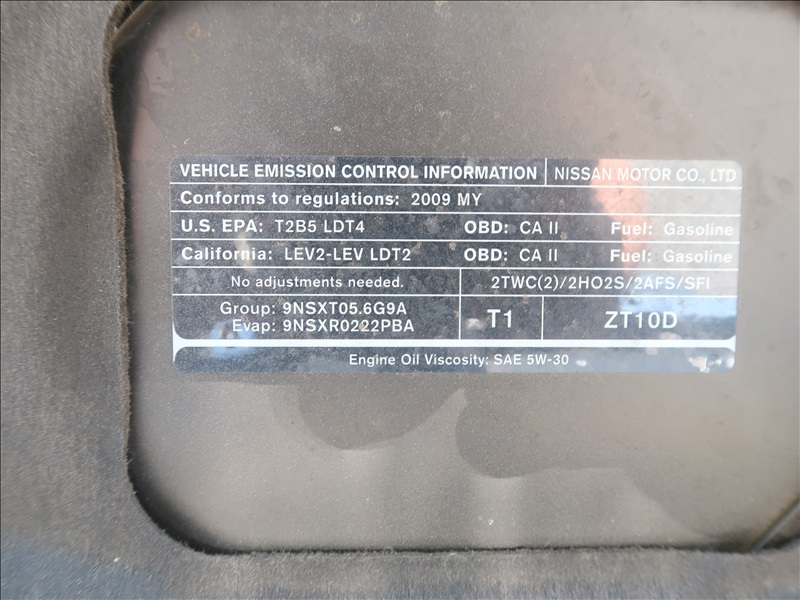 VEHICLE EMISSION CONTROL INFORMATION NISSAN MOTOR CO., LTD
Conforms to regulations: 2009 MY
U.S. EPA: T2B5 LDT4 OBD: CA II Fuel: Gasoline
California: LEV2-LEV LDT2 OBD: CA II Fuel: Gasoline
No adjustments needed. 2TWC(2)/2HO2S/2AFS/SFI
Group: 9NSXT05.6G9A
Evap: 9NSXR0222PBA
T1 ZT10D
Engine Oil Viscosity: SAE 5W-30